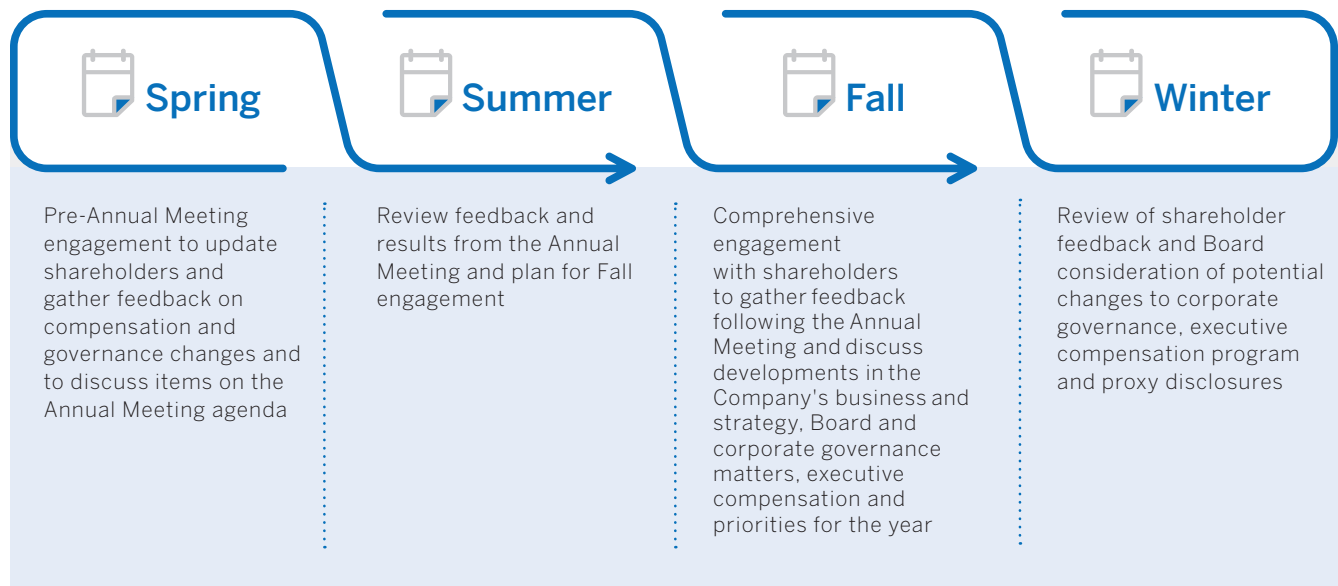 Spring
Pre-Annual Meeting
engagement to update
shareholders and
gather feedback on
compensation and
governance changes and
to discuss items on the
Annual Meeting agenda
Summer
Review feedback and
results from the Annual
Meeting and plan for Fall
engagement
Fall
Comprehensive
engagement
with shareholders
to gather feedback
following the Annual
Meeting and discuss
developments in the
Company's business and
strategy, Board and
corporate governance
matters, executive
compensation and
priorities for the year
Winter
Review of shareholder
feedback and Board
consideration of potential
changes to corporate
governance, executive
compensation program
and proxy disclosures